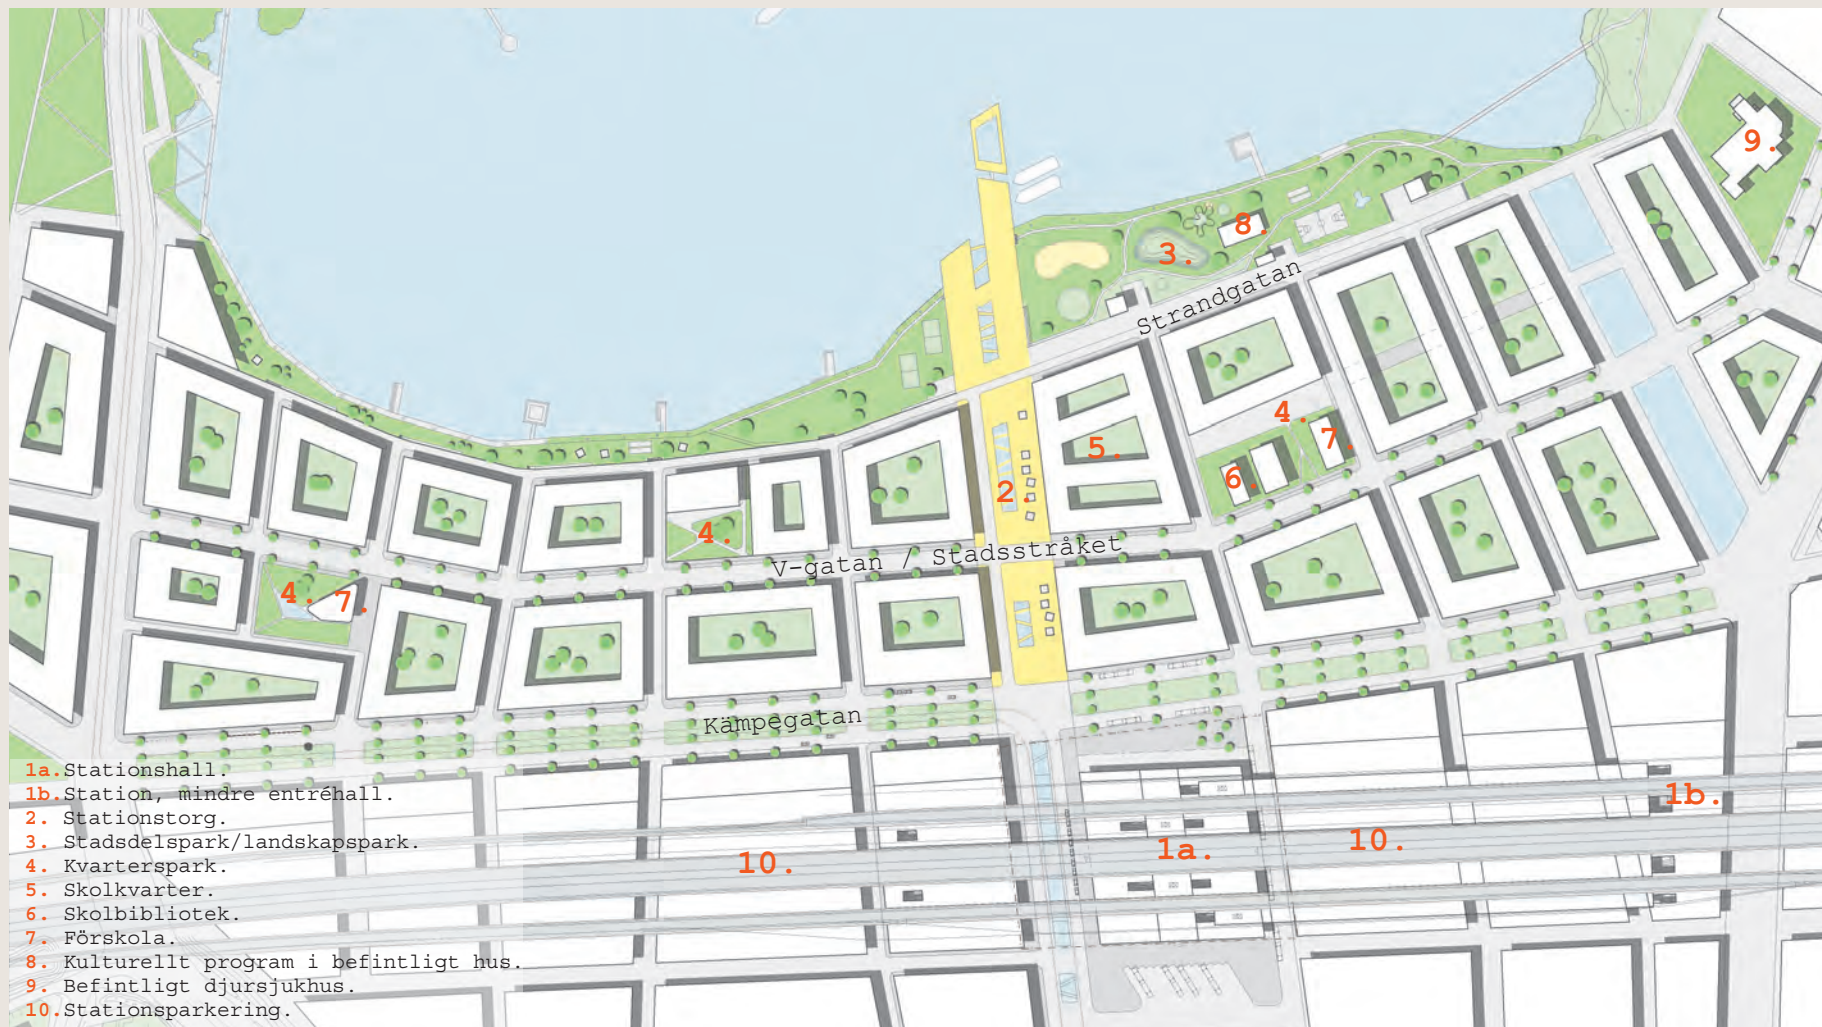 9.
8.
3.
Strandgatan
4.
7.
5.
6.
2.
4.
V-gatan / Stadsstråket
4.
7.
Kämpegatan
1b.
10.
1a.
10.
1a.Stationshall.
1b.Station, mindre entréhall.
2. Stationstorg.
3. Stadsdelspark/landskapspark.
4. Kvarterspark.
5. Skolkvarter.
6. Skolbibliotek.
7. Förskola.
8. Kulturellt program i befintligt hus.
9. Befintligt djursjukhus.
10.Stationsparkering.